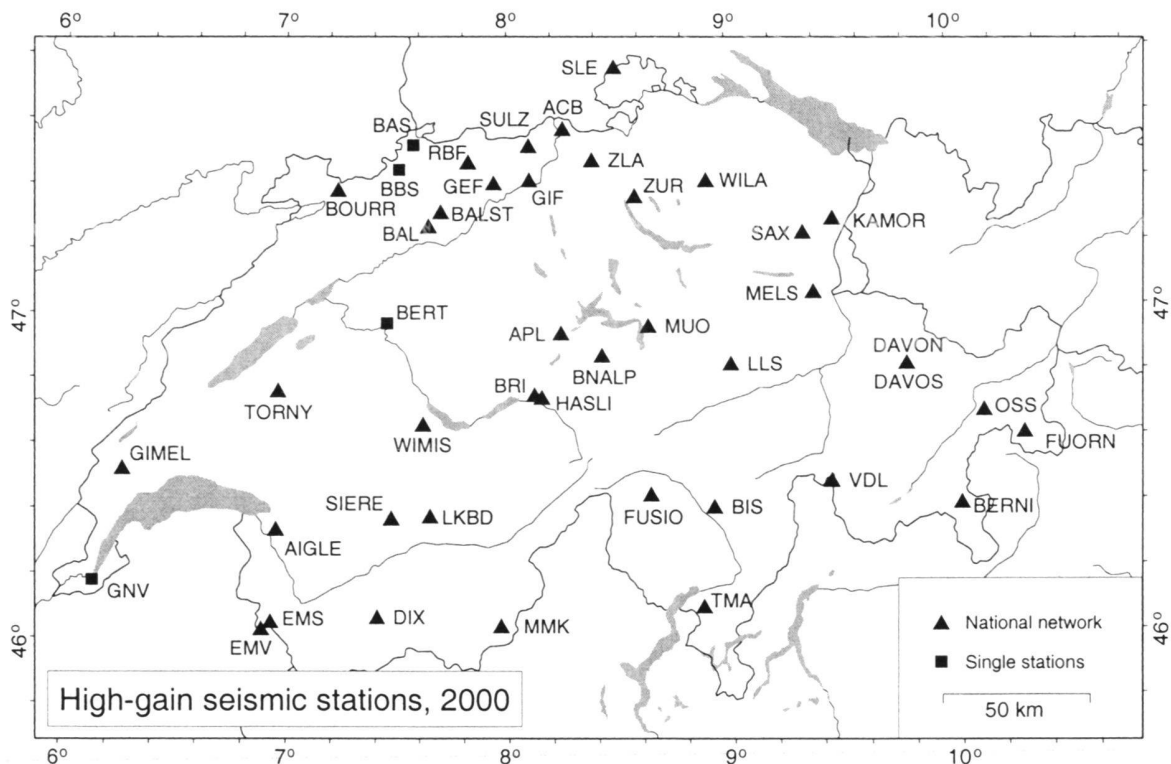 6° 7° 8° 9° 10°
SLE
ACB
SULZ
BAS
RBF
ZLA
BBS
GEF
GIF
ZUR
WILA
BOURR
BALST
BAL
SAX
KAMOR
MELS
47°
47°
BERT
APL
MUO
BNALP
LLS
DAVON
DAVOS
BRI
HASLI
TORNY
OSS
WIMIS
FUORN
GIMEL
VDL
SIERE
LKBD
FUSIO
BIS
BERNI
AIGLE
GNV
TMA
EMS
DIX
MMK
EMV
46°
46°
National network
Single stations
50 km
High-gain seismic stations, 2000
6° 7° 8° 9° 10°